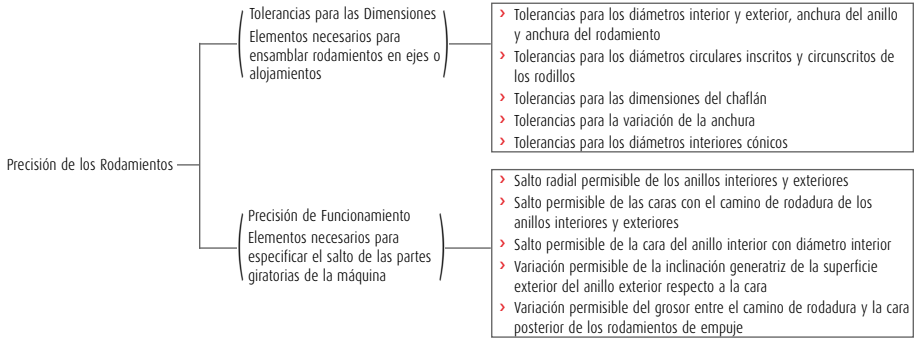 Precisión de los Rodamientos
Tolerancias para las Dimensiones
Elementos necesarios para
ensamblar rodamientos en ejes o
alojamientos
› Tolerancias para los diámetros interior y exterior, anchura del anillo
y anchura del rodamiento
› Tolerancias para los diámetros circulares inscritos y circunscritos de
los rodillos
› Tolerancias para las dimensiones del chaflán
› Tolerancias para la variación de la anchura
› Tolerancias para los diámetros interiores cónicos
Precisión de Funcionamiento
Elementos necesarios para
especificar el salto de las partes
giratorias de la máquina
› Salto radial permisible de los anillos interiores y exteriores
› Salto permisible de las caras con el camino de rodadura de los
anillos interiores y exteriores
› Salto permisible de la cara del anillo interior con diámetro interior
› Variación permisible de la inclinación generatriz de la superficie
exterior del anillo exterior respecto a la cara
› Variación permisible del grosor entre el camino de rodadura y la cara
posterior de los rodamientos de empuje